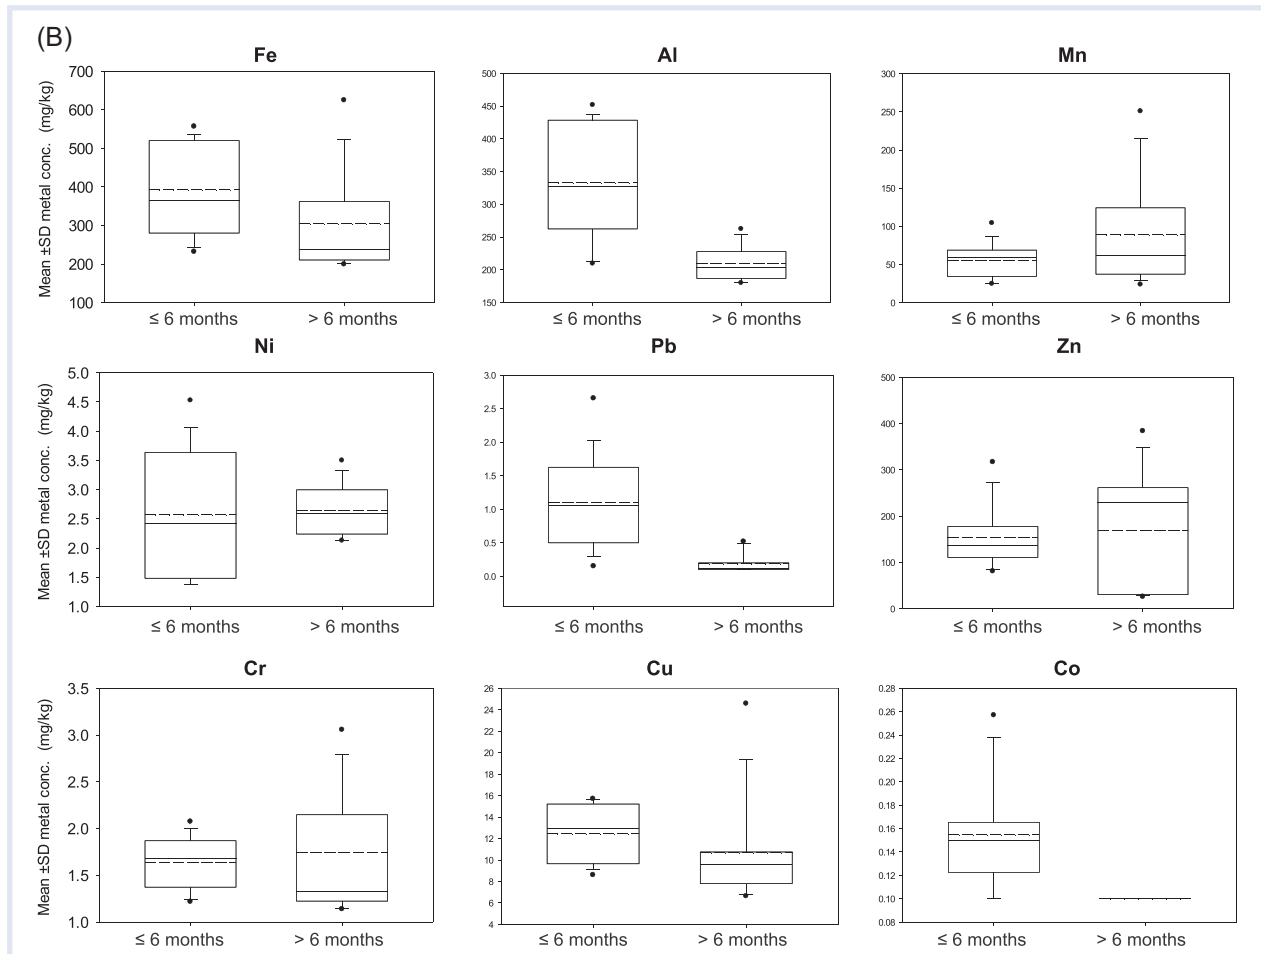 (B)
Fe
Mean ±SD metal conc. (mg/kg)
700
600
500
400
300
200
100
≤ 6 months
> 6 months
Al
500
450
400
350
300
250
200
150
≤ 6 months
> 6 months
Mn
300
250
200
150
100
50
0
≤ 6 months
> 6 months
Ni
Mean ±SD metal conc. (mg/kg)
5.0
4.5
4.0
3.5
3.0
2.5
2.0
1.5
1.0
≤ 6 months
> 6 months
Pb
3.0
2.5
2.0
1.5
1.0
0.5
0.0
≤ 6 months
> 6 months
Zn
500
400
300
200
100
0
≤ 6 months
> 6 months
Cr
Mean ±SD metal conc. (mg/kg)
3.5
3.0
2.5
2.0
1.5
1.0
≤ 6 months
> 6 months
Cu
26
24
22
20
18
16
14
12
10
8
6
4
≤ 6 months
> 6 months
Co
0.28
0.26
0.24
0.22
0.20
0.18
0.16
0.14
0.12
0.10
0.08
≤ 6 months
> 6 months